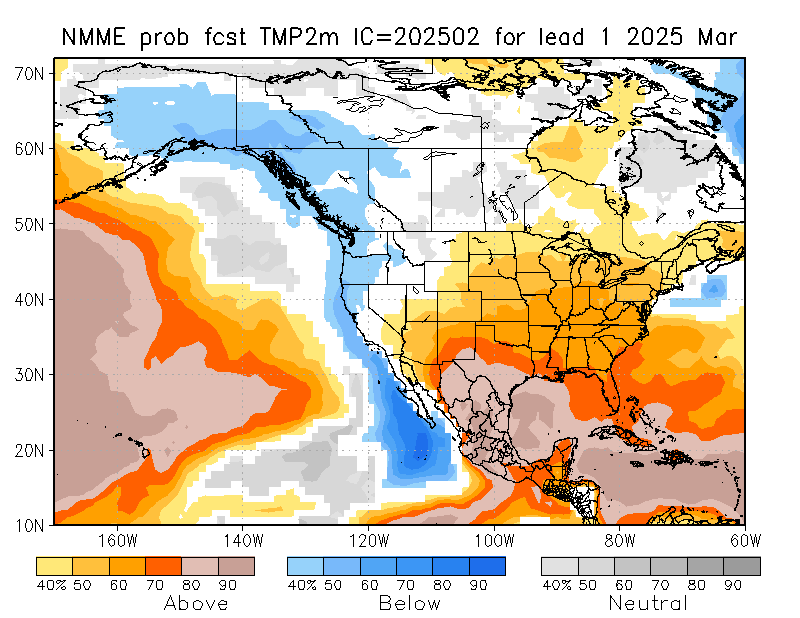 NMME prob fcst TMP2m IC=202502 for lead 1 2025 Mar
70N
60N
50N
40N
30N
20N
10N
160W 140W 120W 100W 80W 60W
40% 50 60 70 80 90 40% 50 60 70 80 90 40% 50 60 70 80 90
Above Below Neutral